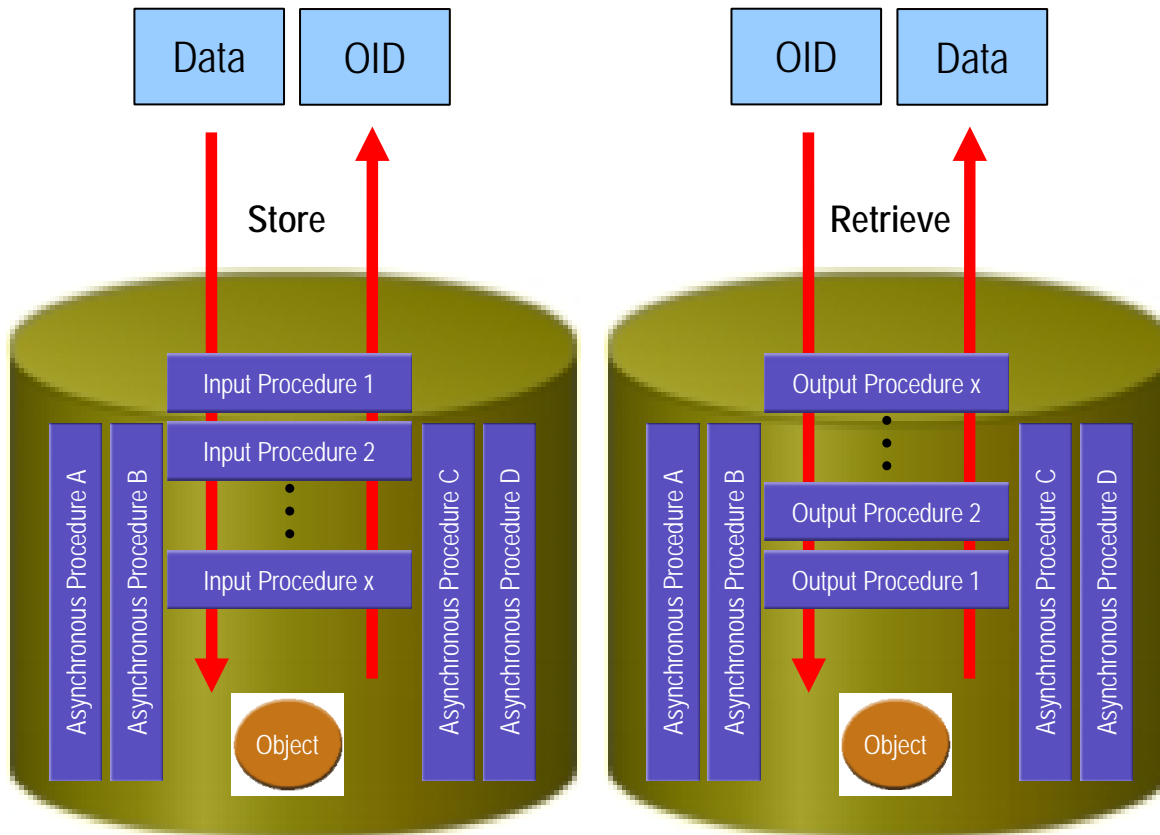 Data
OID
Store
Input Procedure 1
Input Procedure 2
Input Procedure x
Asynchronous Procedure A
Asynchronous Procedure B
Asynchronous Procedure C
Asynchronous Procedure D
Object
OID
Data
Retrieve
Output Procedure x
Output Procedure 2
Output Procedure 1
Asynchronous Procedure A
Asynchronous Procedure B
Asynchronous Procedure C
Asynchronous Procedure D
Object